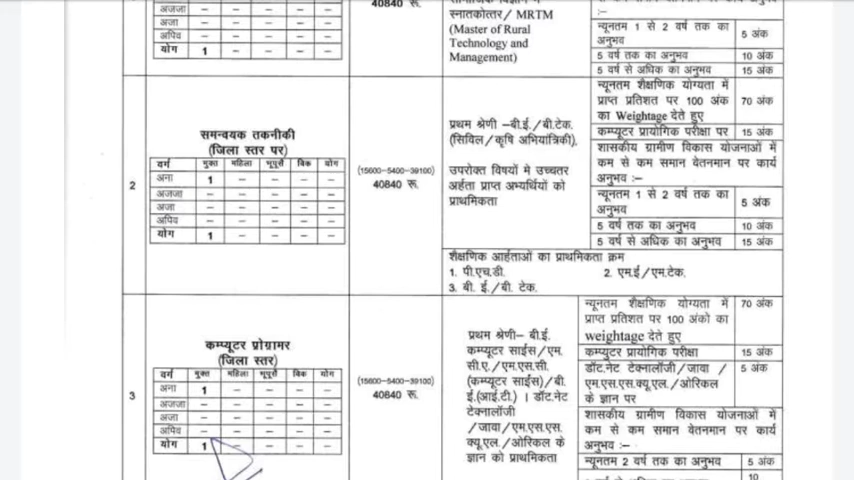 अजजा – – – – –
अजा – – – – –
अपिव – – – – –
योग 1 – – – –
40840 रू.
स्नातकोत्तर/ MRTM
(Master of Rural
Technology and
Management)
न्यूनतम 1 से 2 वर्ष तक का अनुभव 5 अंक
5 वर्ष तक का अनुभव 10 अंक
5 वर्ष से अधिक का अनुभव 15 अंक
2
समन्वयक तकनीकी
(जिला स्तर पर)
वर्ग मुक्त महिला भूपूसै विक योग
अना 1 – – – –
अजजा – – – – –
अजा – – – – –
अपिव – – – – –
योग 1 – – – –
(15600–5400–39100)
40840 रू.
प्रथम श्रेणी –बी.ई./बी.टेक.
(सिविल/कृषि अभियांत्रिकी),
उपरोक्त विषयों मे उच्चतर
अर्हता प्राप्त अभ्यर्थियों को
प्राथमिकता
न्यूनतम शैक्षणिक योग्यता में
प्राप्त प्रतिशत पर 100 अंक
का Weightage देते हुए
70 अंक
कम्प्यूटर प्रायोगिक परीक्षा पर 15 अंक
शासकीय ग्रामीण विकास योजनाओं में
कम से कम समान वेतनमान पर कार्य
अनुभव :–
न्यूनतम 1 से 2 वर्ष तक का
अनुभव
5 अंक
5 वर्ष तक का अनुभव 10 अंक
5 वर्ष से अधिक का अनुभव 15 अंक
शैक्षणिक आर्हताओं का प्राथमिकता क्रम
1. पी.एच.डी. 2. एम.ई/एम.टेक.
3. बी. ई./बी. टेक.
3
कम्प्यूटर प्रोग्रामर
(जिला स्तर)
वर्ग मुक्त महिला भूपूसै विक योग
अना 1 – – – –
अजजा – – – – –
अजा – – – – –
अपिव – – – – –
योग 1 – – – –
(15600–5400–39100)
40840 रू.
प्रथम श्रेणी– बी.ई.
कम्प्यूटर साईस/एम.
सी.ए./एम.एस.सी.
(कम्प्यूटर साईस)/बी.
ई.(आई.टी.) । डॉट.नेट
टेक्नालॉजी
/जावा/एम.एस.एस.
क्यू.एल./ओरिकल के
ज्ञान को प्राथमिकता
न्यूनतम शैक्षणिक योग्यता में
प्राप्त प्रतिशत पर 100 अंको का
weightage देते हुए
70 अंक
कम्प्युटर प्रायोगिक परीक्षा 15 अंक
डॉट.नेट टेक्नालॉजी/जावा/
एम.एस.एस.क्यू.एल./ओरिकल
के ज्ञान पर
5 अंक
शासकीय ग्रामीण विकास योजनाओं में
कम से कम समान वेतनमान पर कार्य
अनुभव :–
न्यूनतम 2 वर्ष तक का अनुभव 5 अंक
10